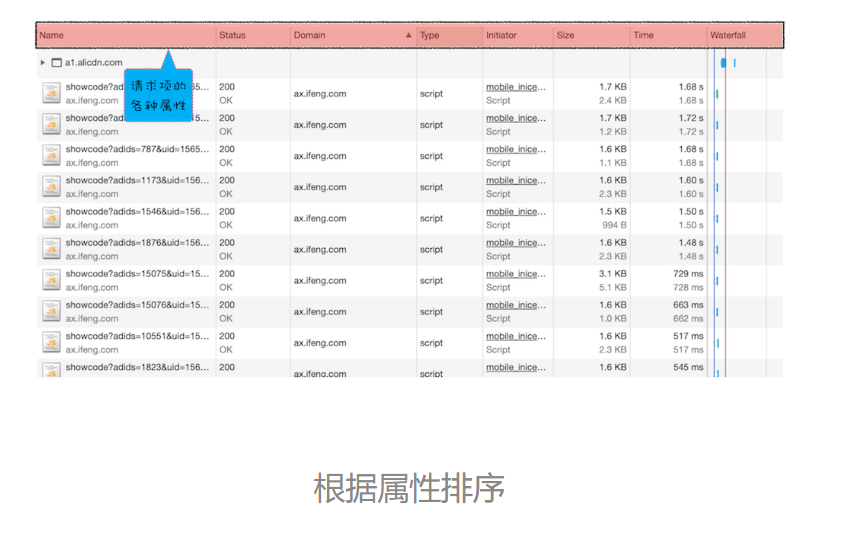 Name Status Domain Type Initiator Size Time Waterfall
a1.alicdn.com
请求项的
各种属性
showcode?adids=... 200 mobile_inice... 1.7 KB 1.68 s
ax.ifeng.com OK ax.ifeng.com script Script 2.4 KB 1.68 s
showcode?ad 200 mobile_inice... 1.7 KB 1.72 s
ax.ifeng.com OK ax.ifeng.com script Script 1.2 KB 1.72 s
showcode?adids=787&uid=1565... 200 mobile_inice... 1.6 KB 1.68 s
ax.ifeng.com OK ax.ifeng.com script Script 1.1 KB 1.68 s
showcode?adids=1173&uid=156... 200 mobile_inice... 1.6 KB 1.60 s
ax.ifeng.com OK ax.ifeng.com script Script 2.3 KB 1.60 s
showcode?adids=1546&uid=156... 200 mobile_inice... 1.5 KB 1.50 s
ax.ifeng.com OK ax.ifeng.com script Script 994 B 1.50 s
showcode?adids=1876&uid=156... 200 mobile_inice... 1.6 KB 1.48 s
ax.ifeng.com OK ax.ifeng.com script Script 2.3 KB 1.48 s
showcode?adids=15075&uid=15... 200 mobile_inice... 3.1 KB 729 ms
ax.ifeng.com OK ax.ifeng.com script Script 5.1 KB 728 ms
showcode?adids=15076&uid=15... 200 mobile_inice... 1.6 KB 663 ms
ax.ifeng.com OK ax.ifeng.com script Script 1.0 KB 662 ms
showcode?adids=10551&uid=15... 200 mobile_inice... 1.6 KB 517 ms
ax.ifeng.com OK ax.ifeng.com script Script 2.3 KB 517 ms
showcode?adids=1823&uid=156... 200 mobile_inice... 1.6 KB 545 ms
ax.ifeng.com script
根据属性排序